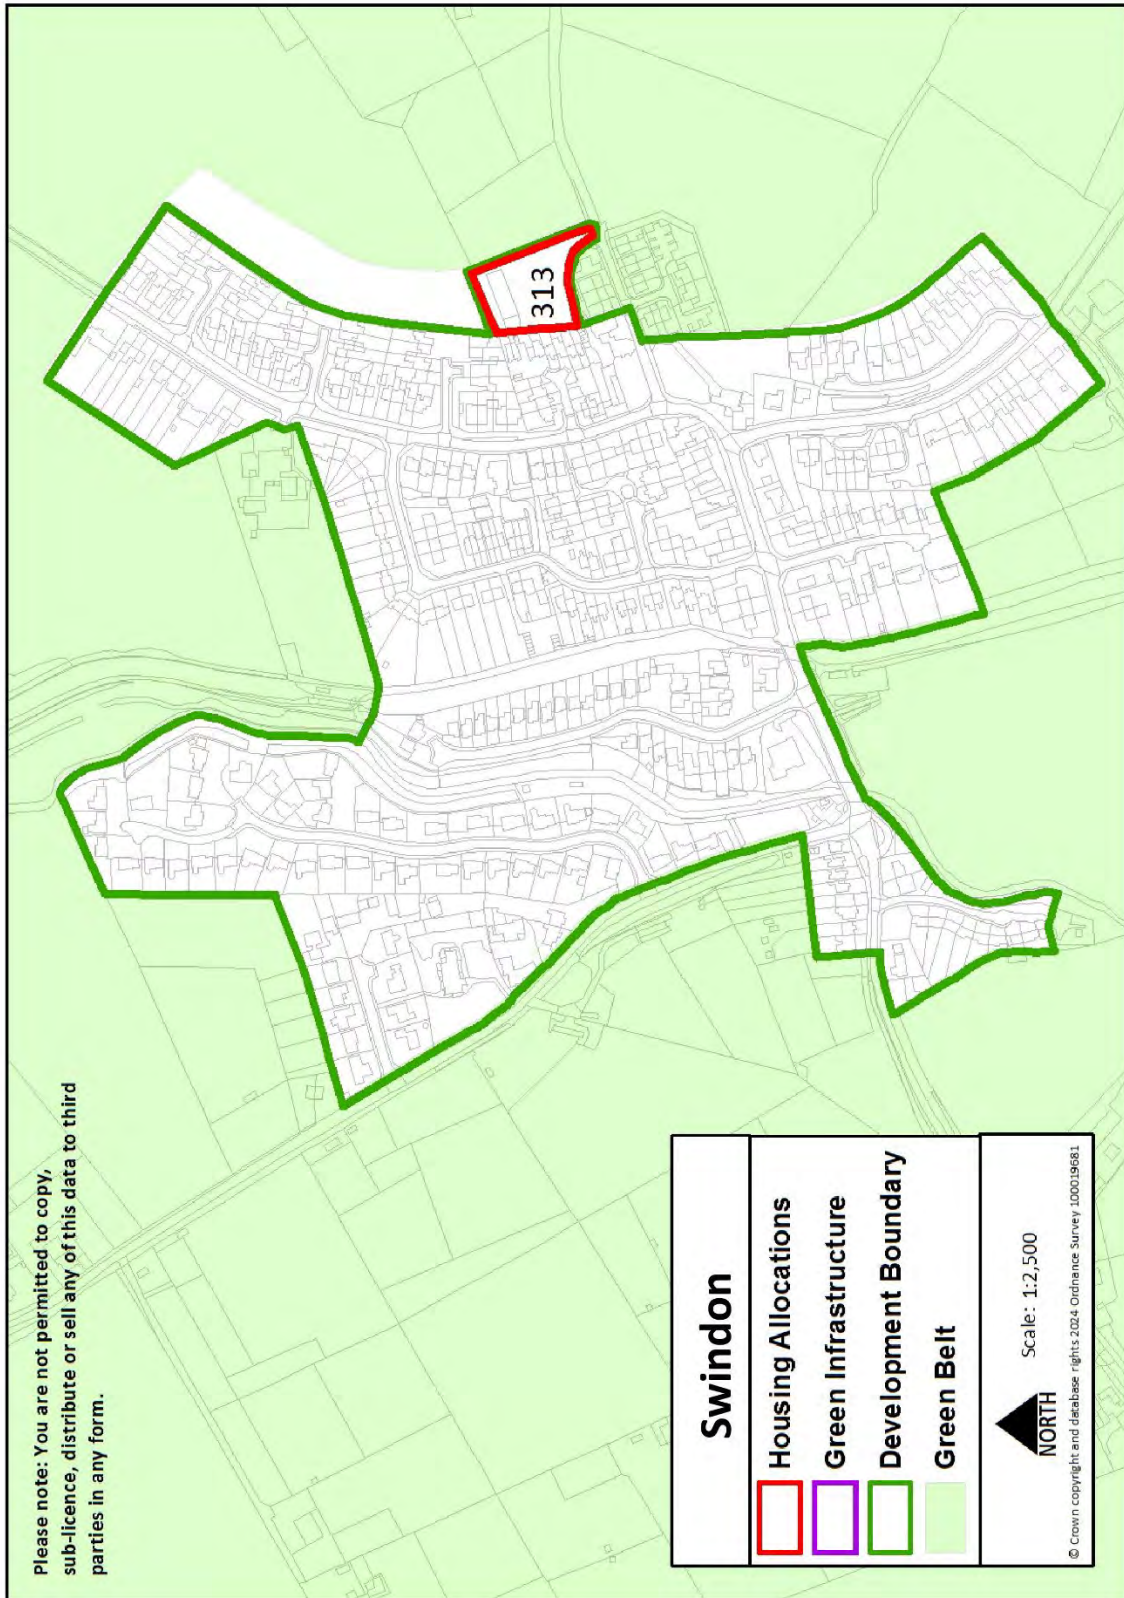 Please note: You are not permitted to copy,
sub-licence, distribute or sell any of this data to third
parties in any form.
313
Swindon
Housing Allocations
Green Infrastructure
Development Boundary
Green Belt
NORTH
Scale: 1:2,500
© Crown copyright and database rights 2024 Ordnance Survey 100019681